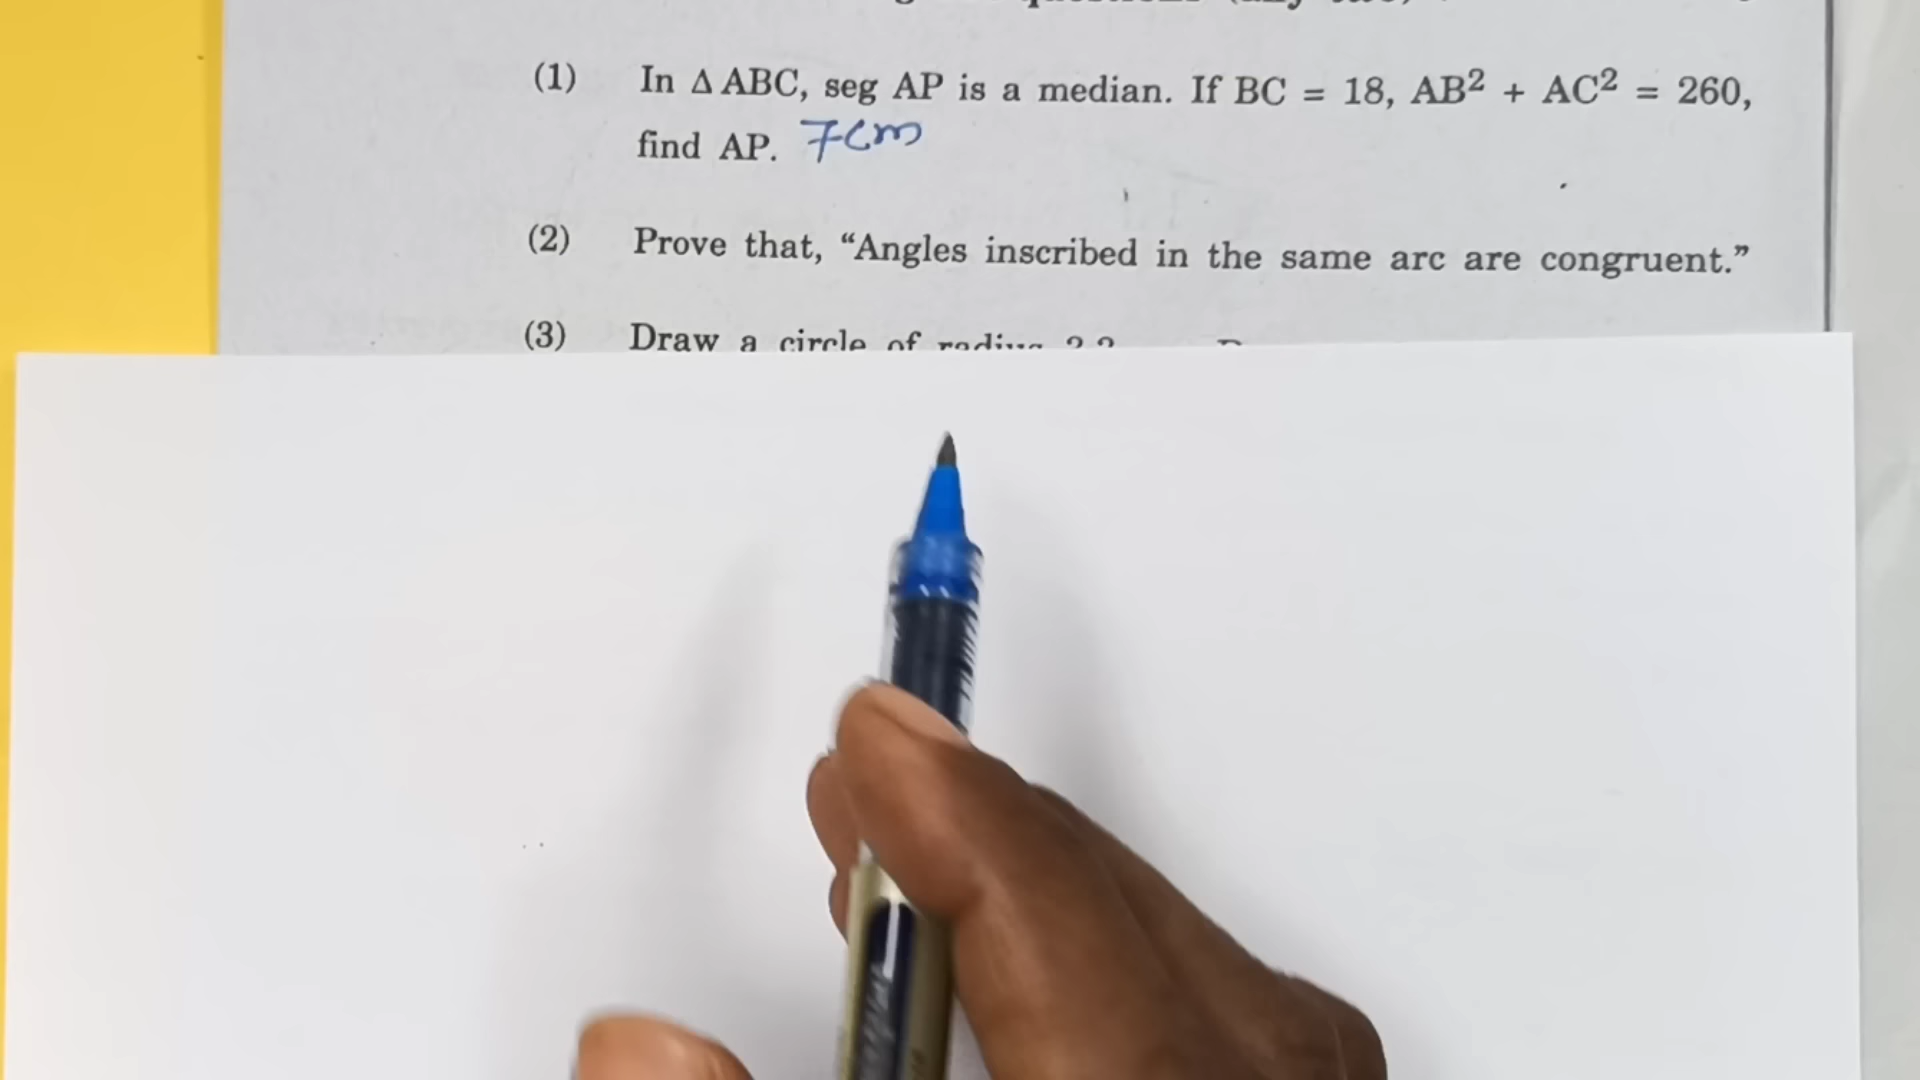 (1) In Δ ABC, seg AP is a median. If BC = 18, AB² + AC² = 260,
find AP. 7cm
(2) Prove that, “Angles inscribed in the same arc are congruent.”
(3) Draw a circle of radius